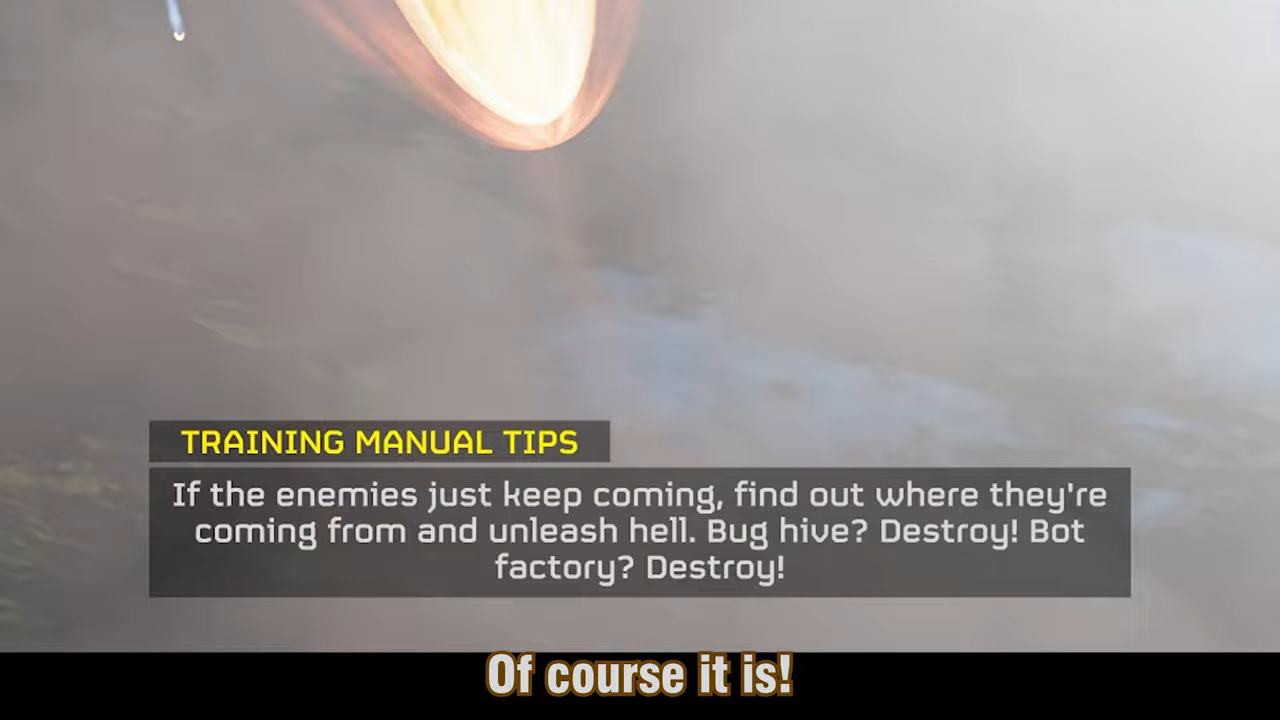 TRAINING MANUAL TIPS
If the enemies just keep coming, find out where they're
coming from and unleash hell. Bug hive? Destroy! Bot
factory? Destroy!
Of course it is!